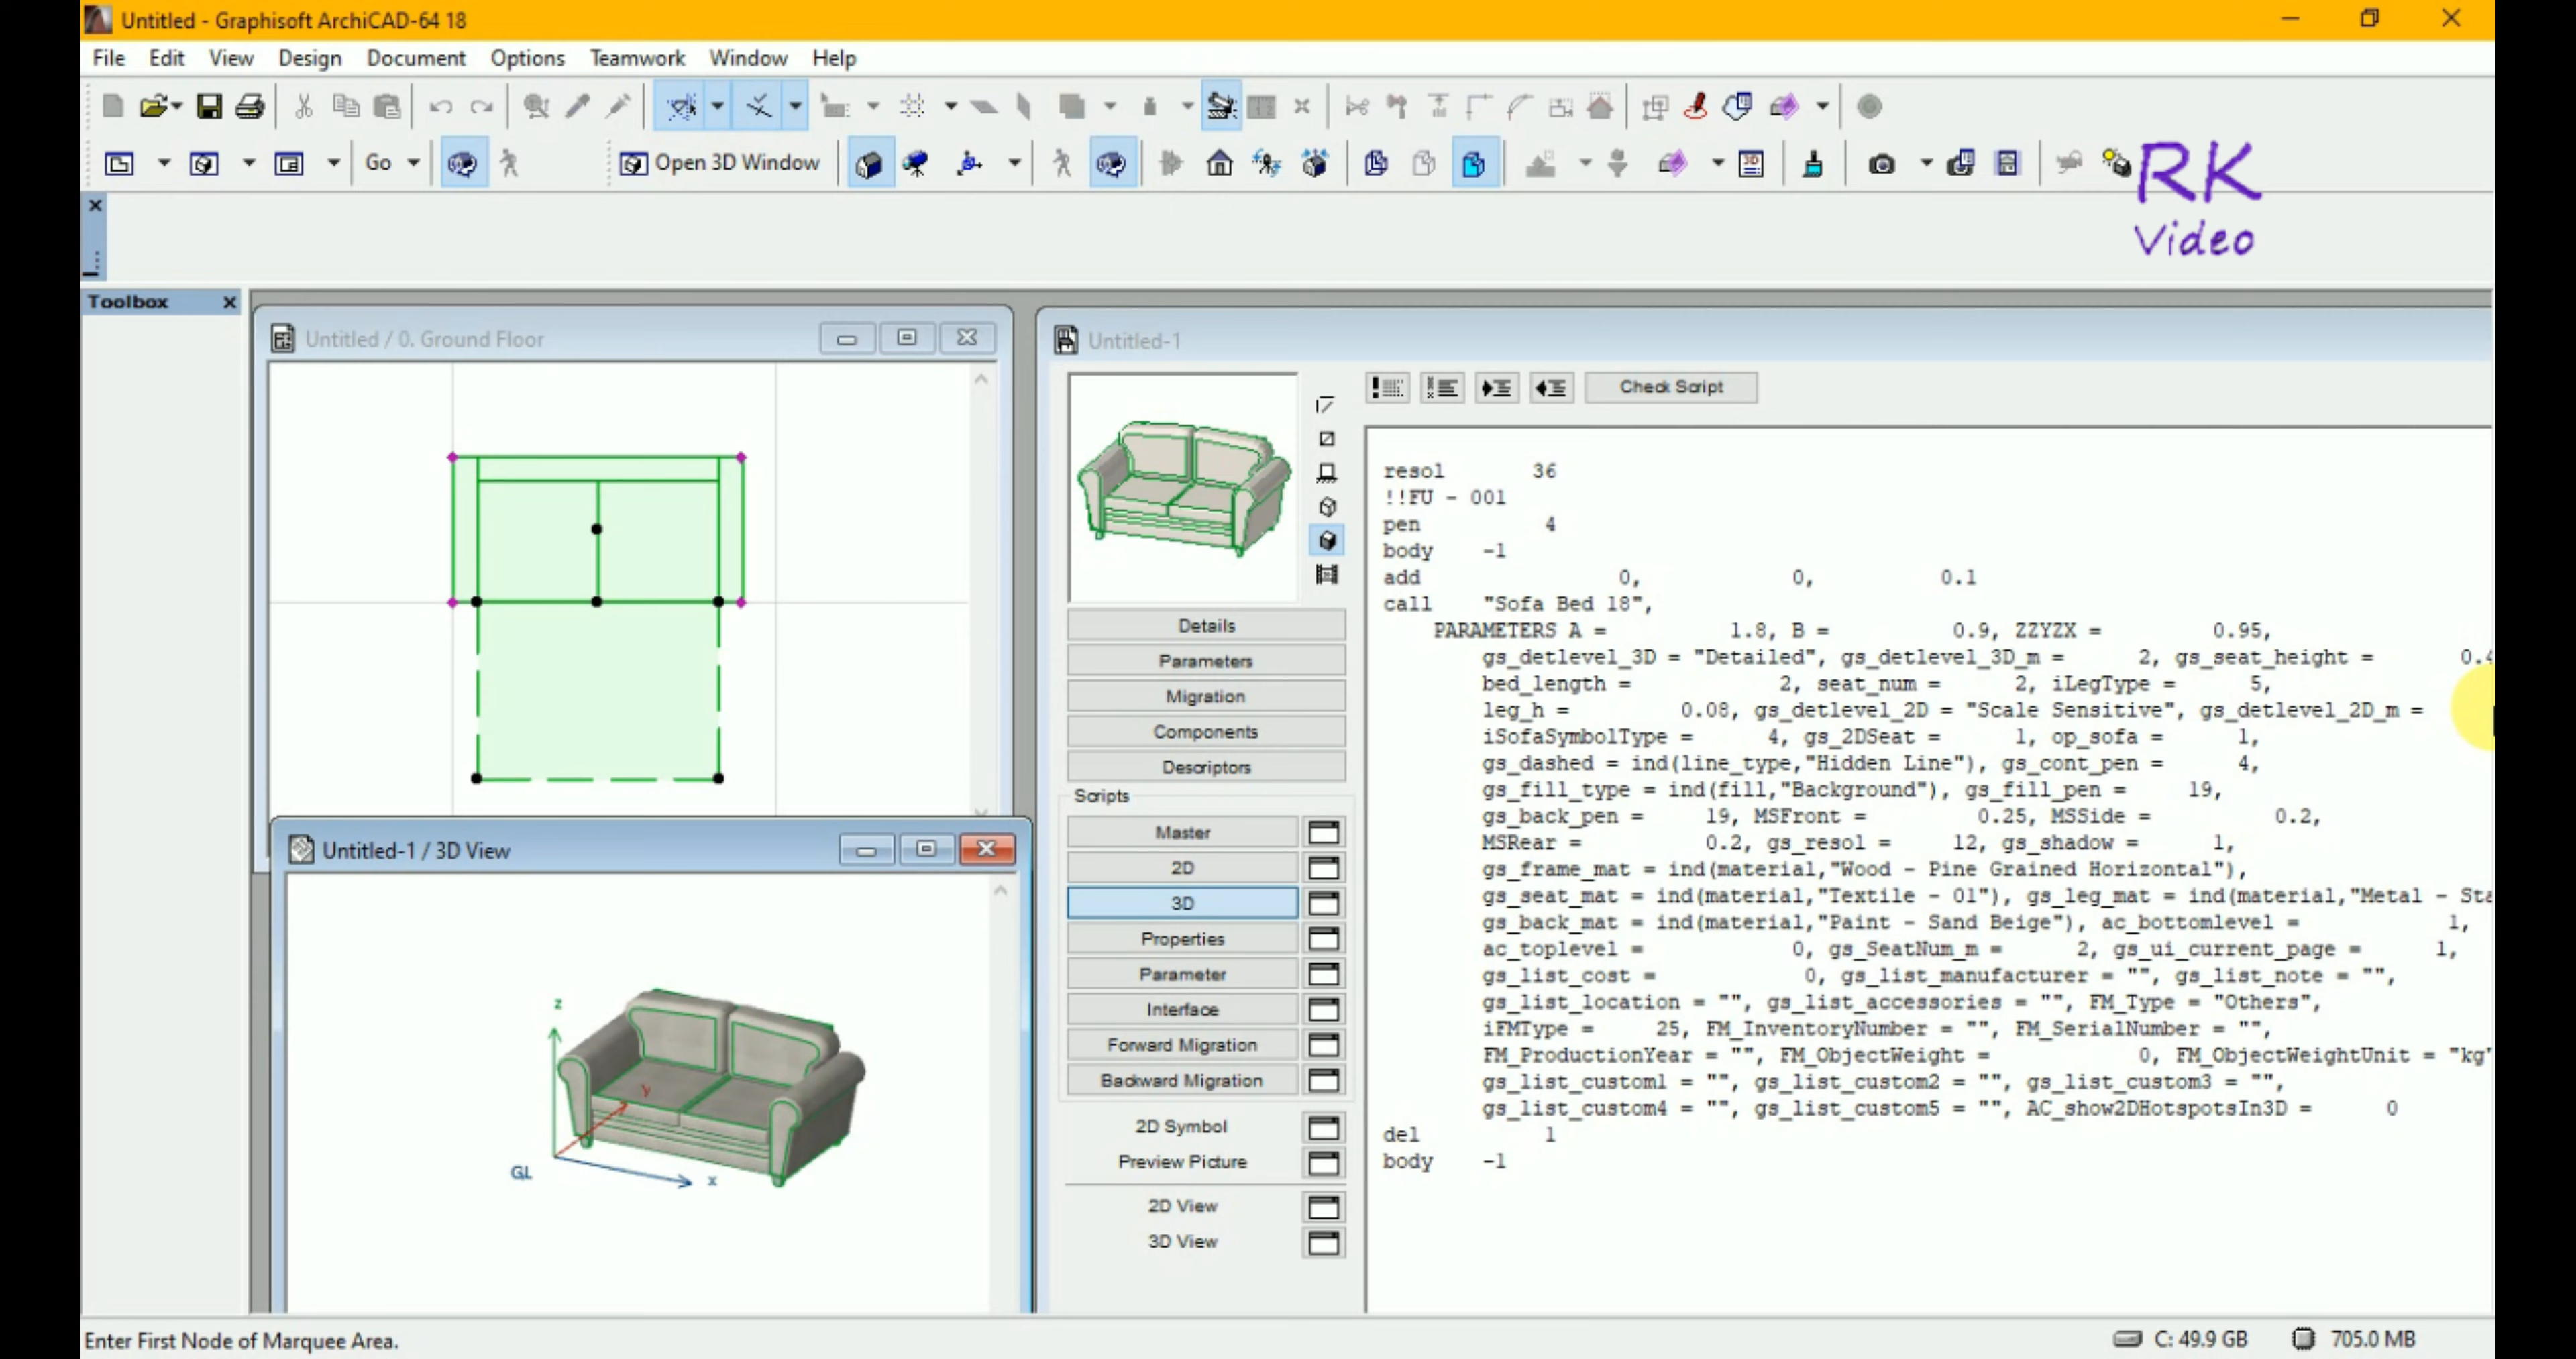 Untitled - Graphisoft ArchiCAD-64 18
File Edit View Design Document Options Teamwork Window Help
Go
Open 3D Window
RK
Video
Toolbox
Untitled / 0. Ground Floor
Untitled-1 / 3D View
z
y
x
GL
Untitled-1
Details
Parameters
Migration
Components
Descriptors
Scripts
Master
2D
3D
Properties
Parameter
Interface
Forward Migration
Backward Migration
2D Symbol
Preview Picture
2D View
3D View
Check Script
resol 36
!!FU - 001
pen 4
body -1
add 0, 0, 0.1
call "Sofa Bed 18",
PARAMETERS A = 1.8, B = 0.9, ZZYZX = 0.95,
gs_detlevel_3D = "Detailed", gs_detlevel_3D_m = 2, gs_seat_height = 0.4
bed_length = 2, seat_num = 2, iLegType = 5,
leg_h = 0.08, gs_detlevel_2D = "Scale Sensitive", gs_detlevel_2D_m =
iSofaSymbolType = 4, gs_2DSeat = 1, op_sofa = 1,
gs_dashed = ind(line_type,"Hidden Line"), gs_cont_pen = 4,
gs_fill_type = ind(fill,"Background"), gs_fill_pen = 19,
gs_back_pen = 19, MSFront = 0.25, MSSide = 0.2,
MSRear = 0.2, gs_resol = 12, gs_shadow = 1,
gs_frame_mat = ind(material,"Wood - Pine Grained Horizontal"),
gs_seat_mat = ind(material,"Textile - 01"), gs_leg_mat = ind(material,"Metal - Sta
gs_back_mat = ind(material,"Paint - Sand Beige"), ac_bottomlevel = 1,
ac_toplevel = 0, gs_SeatNum_m = 2, gs_ui_current_page = 1,
gs_list_cost = 0, gs_list_manufacturer = "", gs_list_note = "",
gs_list_location = "", gs_list_accessories = "", FM_Type = "Others",
iFMType = 25, FM_InventoryNumber = "", FM_SerialNumber = "",
FM_ProductionYear = "", FM_ObjectWeight = 0, FM_ObjectWeightUnit = "kg"
gs_list_custom1 = "", gs_list_custom2 = "", gs_list_custom3 = "",
gs_list_custom4 = "", gs_list_custom5 = "", AC_show2DHotspotsIn3D = 0
del 1
body -1
Enter First Node of Marquee Area.
C: 49.9 GB 705.0 MB